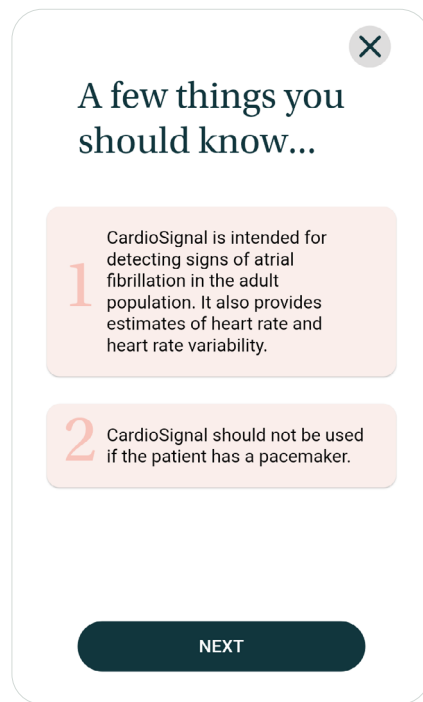 A few things you
should know...
1
CardioSignal is intended for
detecting signs of atrial
fibrillation in the adult
population. It also provides
estimates of heart rate and
heart rate variability.
2
CardioSignal should not be used
if the patient has a pacemaker.
NEXT